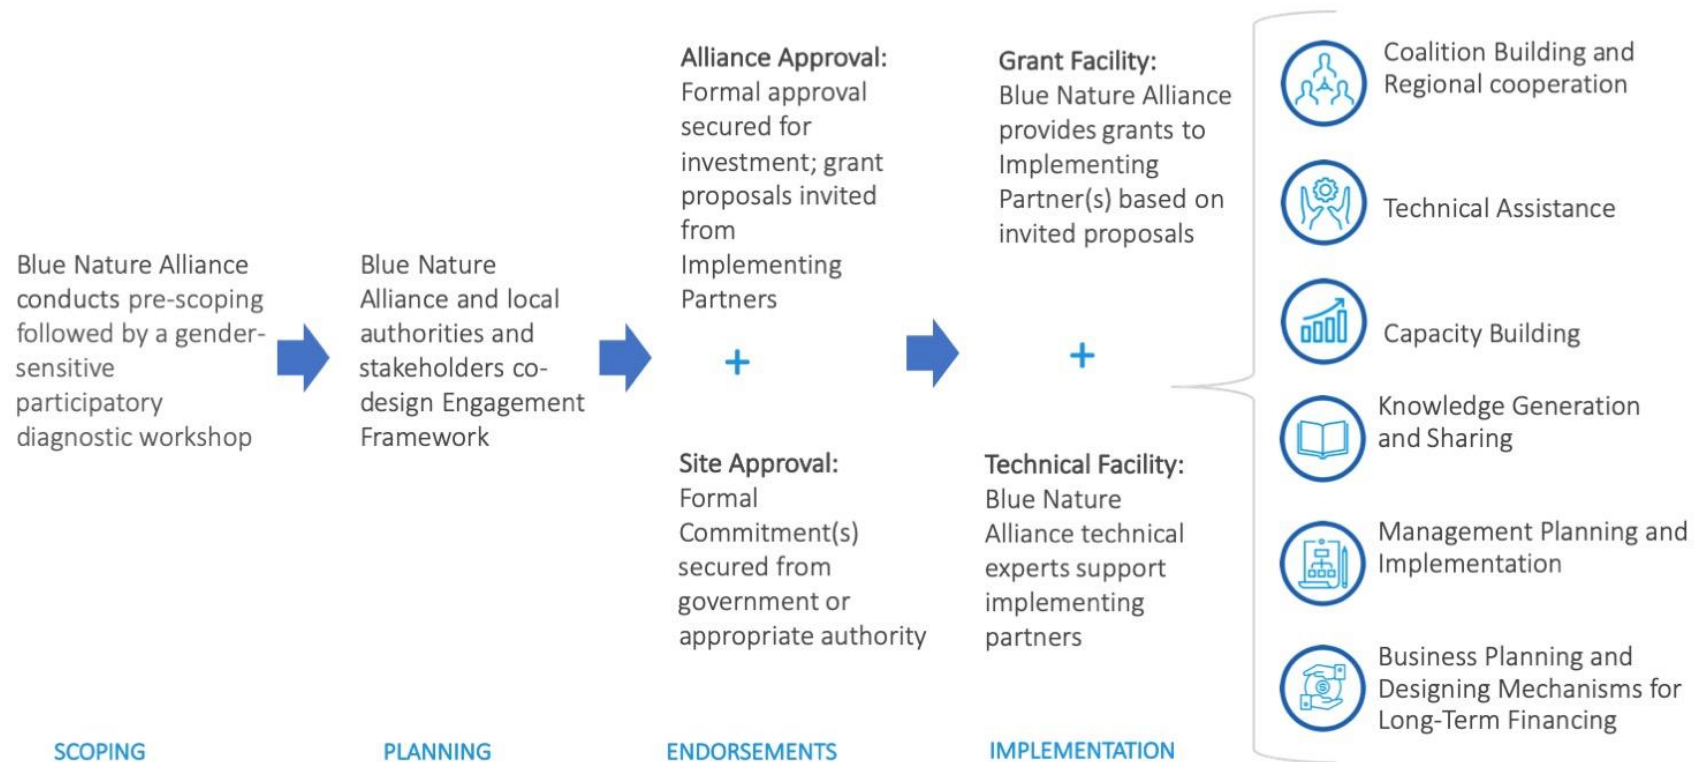 Blue Nature Alliance
conducts pre-scoping
followed by a gender-
sensitive
participatory
diagnostic workshop
SCOPING
Blue Nature
Alliance and local
authorities and
stakeholders co-
design Engagement
Framework
PLANNING
Alliance Approval:
Formal approval
secured for
investment; grant
proposals invited
from
Implementing
Partners
+
Site Approval:
Formal
Commitment(s)
secured from
government or
appropriate authority
ENDORSEMENTS
Grant Facility:
Blue Nature Alliance
provides grants to
Implementing
Partner(s) based on
invited proposals
+
Technical Facility:
Blue Nature
Alliance technical
experts support
implementing
partners
IMPLEMENTATION
Coalition Building and
Regional cooperation
Technical Assistance
Capacity Building
Knowledge Generation
and Sharing
Management Planning and
Implementation
Business Planning and
Designing Mechanisms for
Long-Term Financing